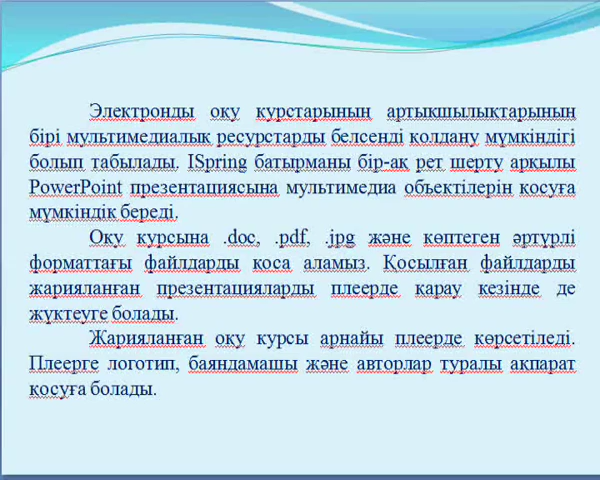 Электронды оқу курстарының артықшылықтарының
бірі мультимедиалық ресурстарды белсенді қолдану мүмкіндігі
болып табылады. ISpring батырманы бір-ақ рет шерту арқылы
PowerPoint презентациясына мультимедиа объектілерін қосуға
мүмкіндік береді.
Оқу курсына .doc, .pdf, .jpg және көптеген әртүрлі
форматтағы файлдарды қоса аламыз. Қосылған файлдарды
жарияланған презентацияларды плеерде қарау кезінде де
жүктеуге болады.
Жарияланған оқу курсы арнайы плеерде көрсетіледі.
Плеерге логотип, баяндамашы және авторлар туралы ақпарат
қосуға болады.